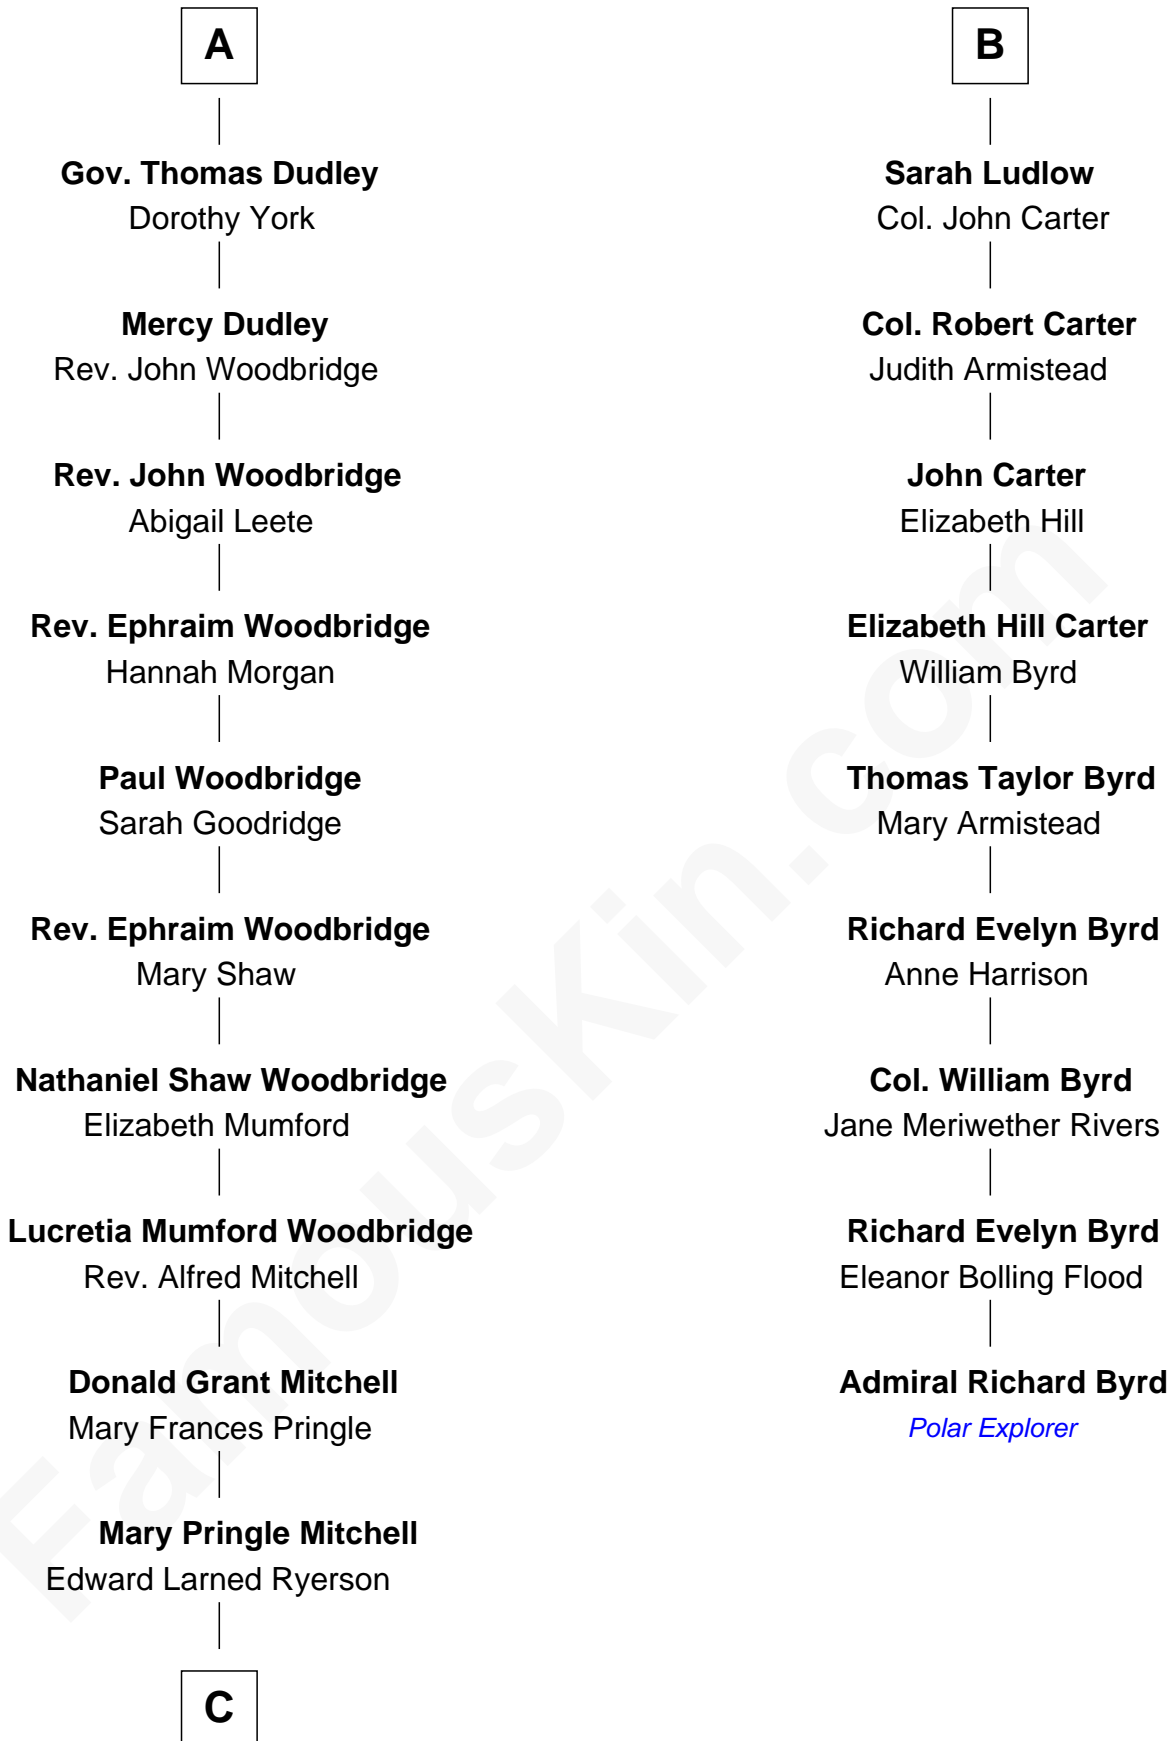 A
Gov. Thomas Dudley
Dorothy York
Mercy Dudley
Rev. John Woodbridge
Rev. John Woodbridge
Abigail Leete
Rev. Ephraim Woodbridge
Hannah Morgan
Paul Woodbridge
Sarah Goodridge
Rev. Ephraim Woodbridge
Mary Shaw
Nathaniel Shaw Woodbridge
Elizabeth Mumford
Lucretia Mumford Woodbridge
Rev. Alfred Mitchell
Donald Grant Mitchell
Mary Frances Pringle
Mary Pringle Mitchell
Edward Larned Ryerson
C
B
Sarah Ludlow
Col. John Carter
Col. Robert Carter
Judith Armistead
John Carter
Elizabeth Hill
Elizabeth Hill Carter
William Byrd
Thomas Taylor Byrd
Mary Armistead
Richard Evelyn Byrd
Anne Harrison
Col. William Byrd
Jane Meriwether Rivers
Richard Evelyn Byrd
Eleanor Bolling Flood
Admiral Richard Byrd
Polar Explorer
FamousKin.com